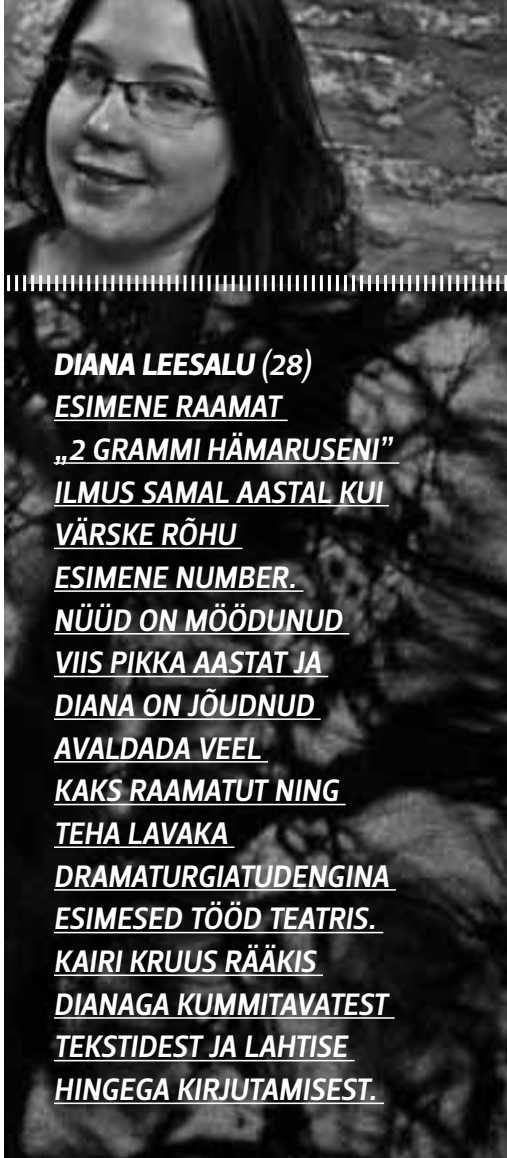 DIANA LEESALU (28)
ESIMENE RAAMAT
„2 GRAMMI HÄMARUSENI”
ILMUS SAMAL AASTAL KUI
VÄRSKE RÕHU
ESIMENE NUMBER.
NÜÜD ON MÖÖDUNUD
VIIS PIKKA AASTAT JA
DIANA ON JÕUDNUD
AVALDADA VEEL
KAKS RAAMATUT NING
TEHA LAVAKA
DRAMATURGIATUDENGINA
ESIMESED TÖÖD TEATRIS.
KAIRI KRUUS RÄÄKIS
DIANAGA KUMMITAVATEST
TEKSTIDEST JA LAHTISE
HINGEGA KIRJUTAMISEST.